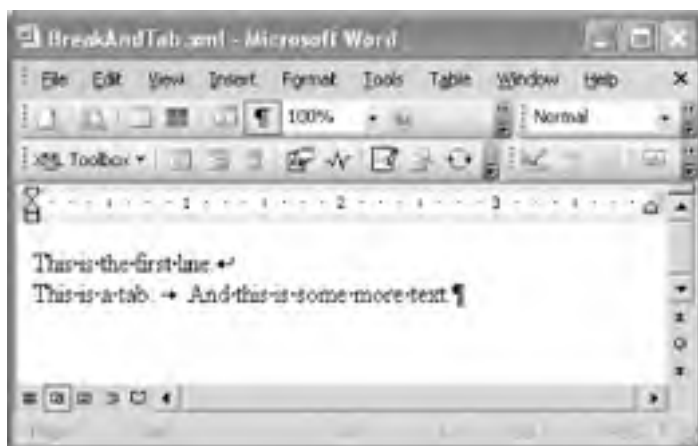 BreakAndTab.xml - Microsoft Word
File Edit View Insert Format Tools Table Window Help
100% Normal
XML Toolbox
1 2 3
This is the first line.
This is a tab. And this is some more text.